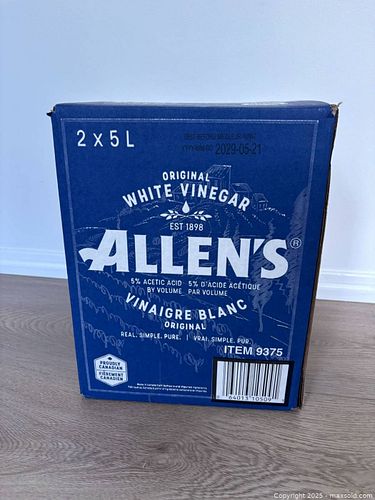 2 x 5 L
2029-05-21
ORIGINAL
WHITE VINEGAR
EST 1898
ALLEN'S®
5% ACETIC ACID 5% D'ACIDE ACÉTIQUE
BY VOLUME PAR VOLUME
VINAIGRE BLANC
ORIGINAL
REAL. SIMPLE. PURE. | VRAI. SIMPLE. PUR.
ITEM 9375
PROUDLY
CANADIAN
FIÈREMENT
CANADIEN
64013 10509
Copyright 2025 - maxsold.com